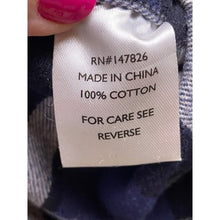 RN#147826
MADE IN CHINA
100% COTTON
FOR CARE SEE
REVERSE